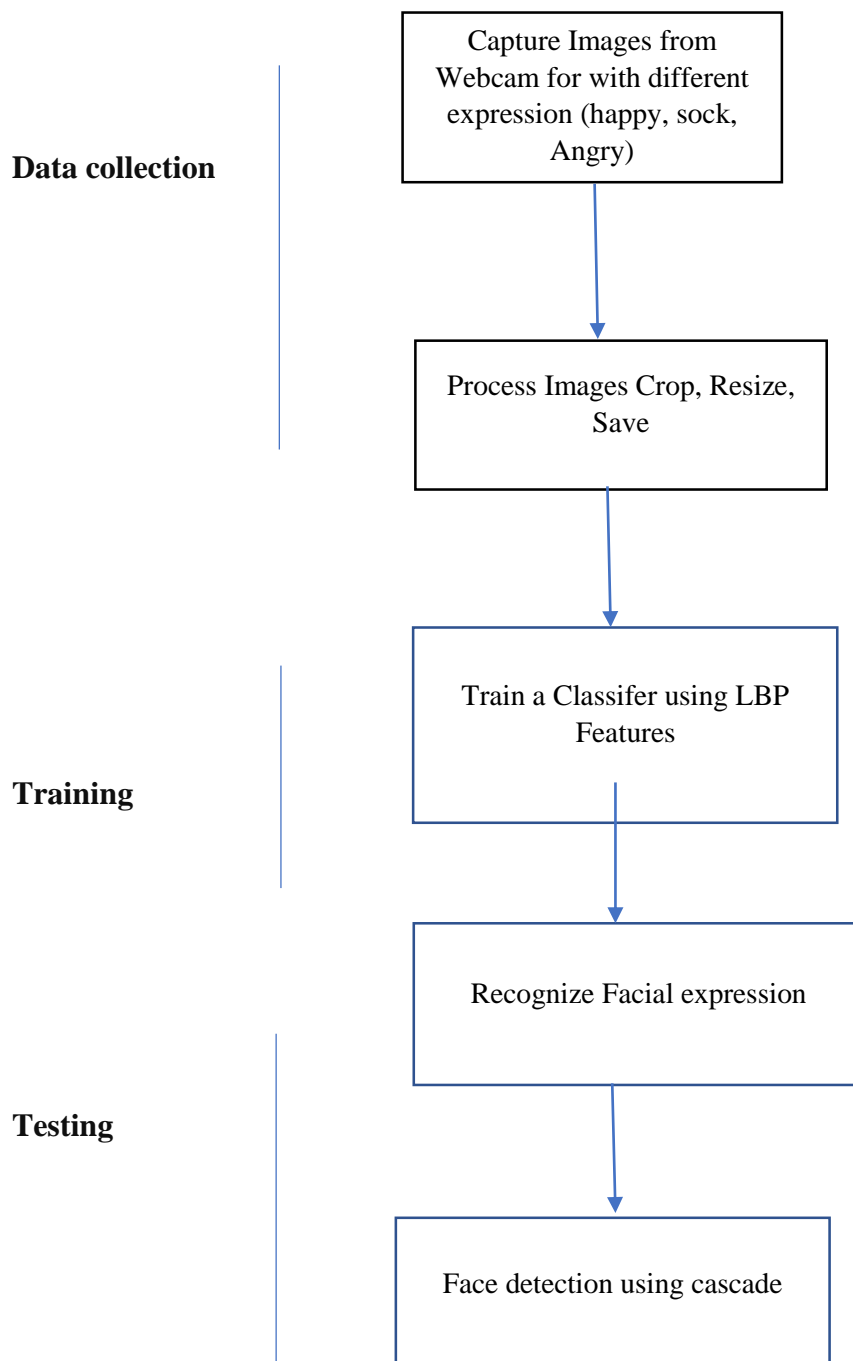 Capture Images from
Webcam for with different
expression (happy, sock,
Angry)
Data collection
Process Images Crop, Resize,
Save
Train a Classifer using LBP
Features
Training
Recognize Facial expression
Testing
Face detection using cascade